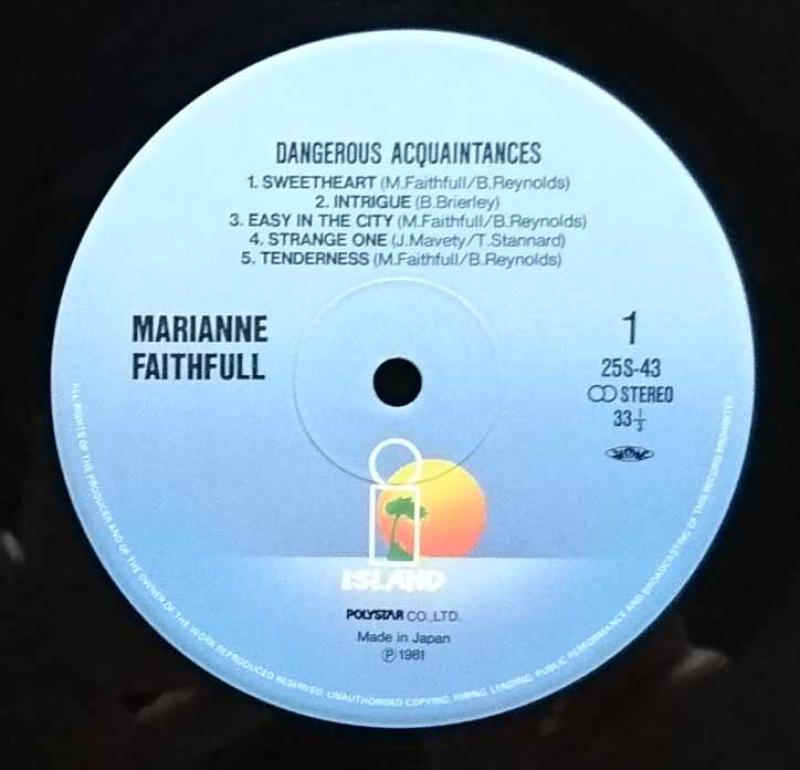 DANGEROUS ACQUAINTANCES
1. SWEETHEART (M.Faithfull/B.Reynolds)
2. INTRIGUE (B.Brierley)
3. EASY IN THE CITY (M.Faithfull/B.Reynolds)
4. STRANGE ONE (J.Mavety/T.Stannard)
5. TENDERNESS (M.Faithfull/B.Reynolds)
MARIANNE
FAITHFULL
1
25S-43
STEREO
33 1/3
i
ISLAND
POLYSTAR CO.,LTD.
Made in Japan
Ⓟ 1981
ALL RIGHTS OF THE PRODUCER AND OF THE OWNER OF THE WORK REPRODUCED RESERVED. UNAUTHORISED COPYING, HIRING, LENDING, PUBLIC PERFORMANCE AND BROADCASTING OF THIS RECORD PROHIBITED